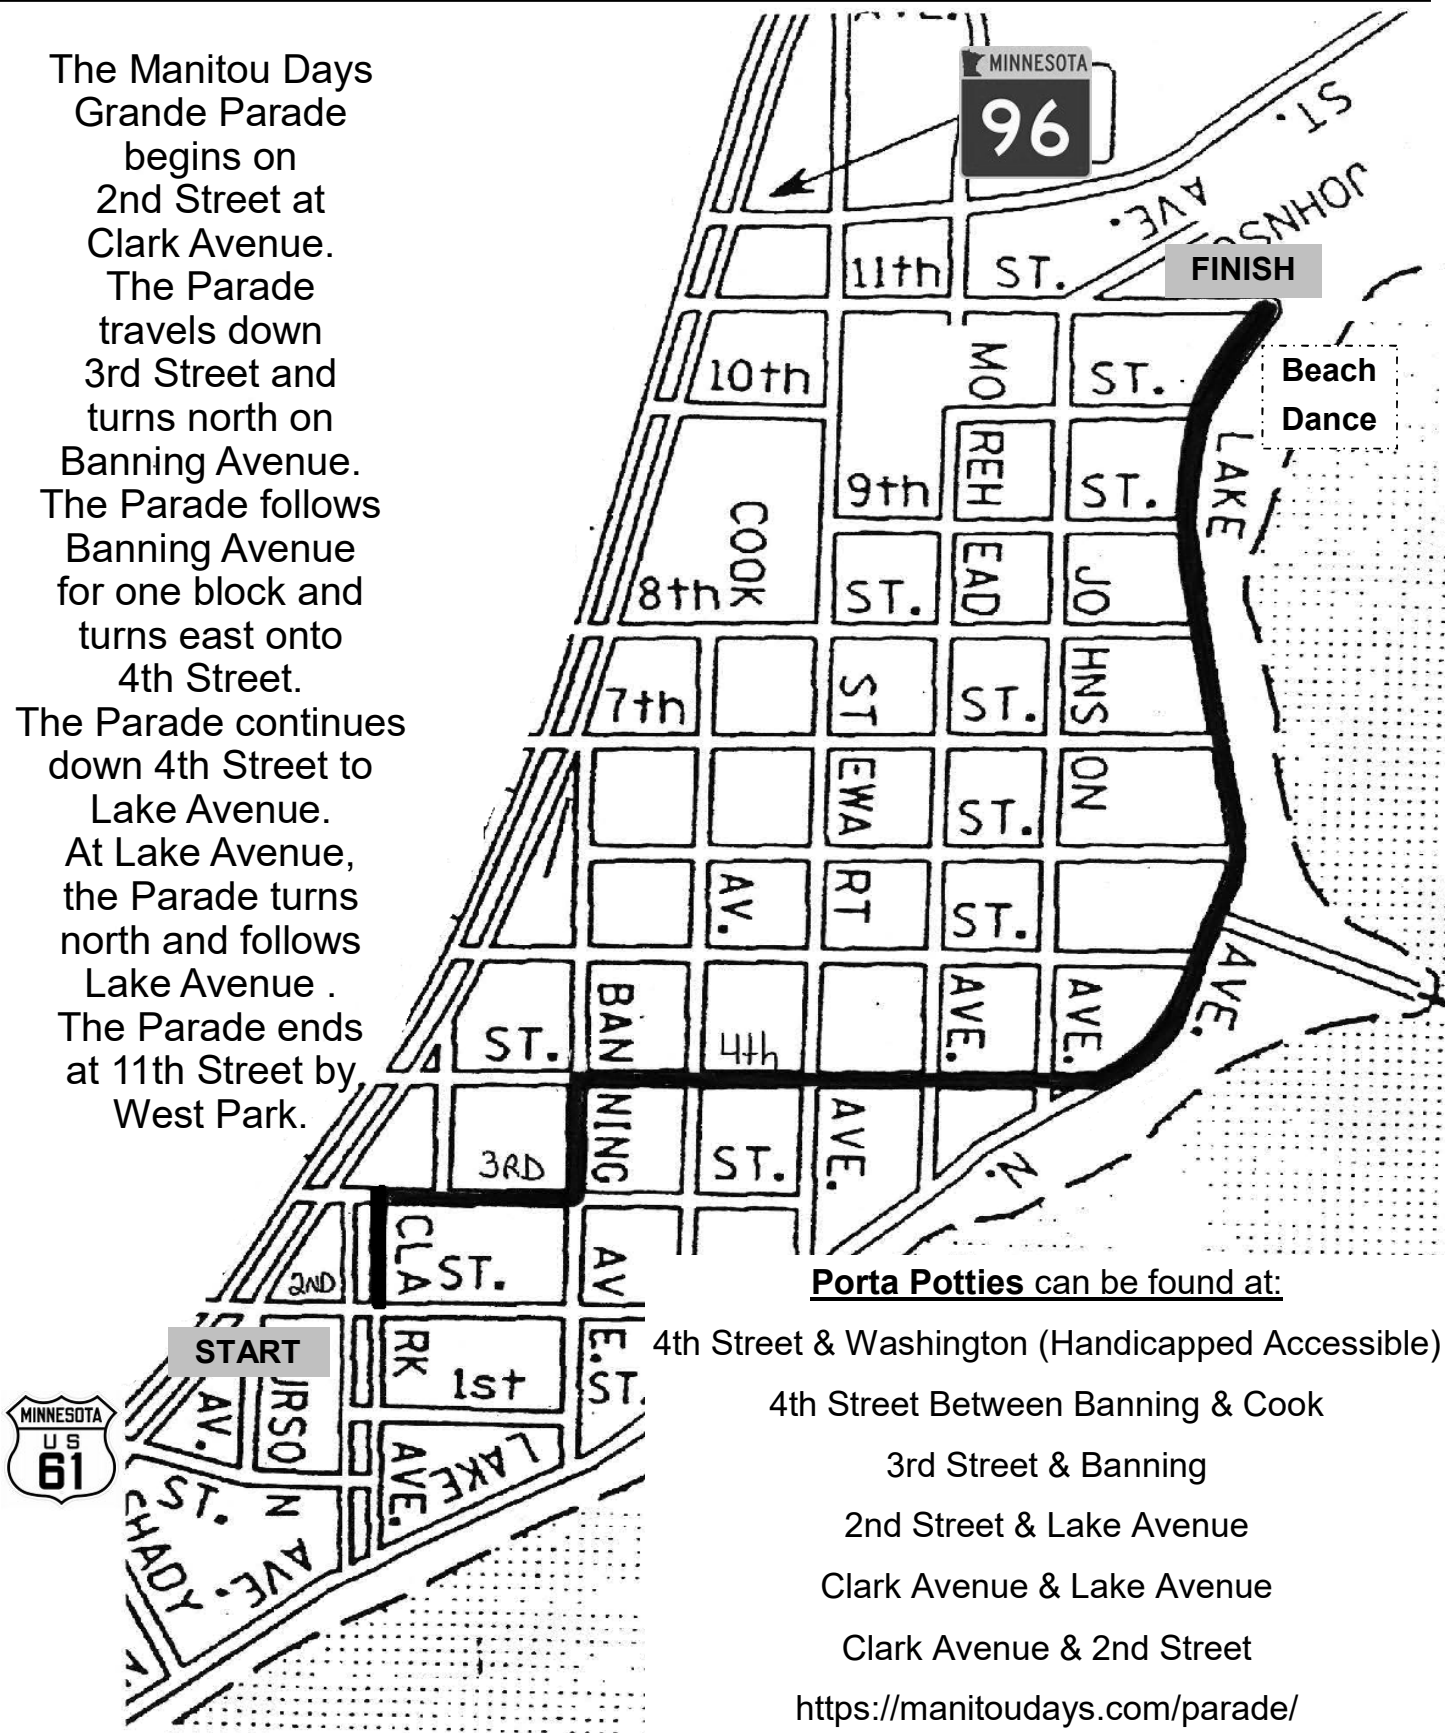 The Manitou Days
Grande Parade
begins on
2nd Street at
Clark Avenue.
The Parade
travels down
3rd Street and
turns north on
Banning Avenue.
The Parade follows
Banning Avenue
for one block and
turns east onto
4th Street.
The Parade continues
down 4th Street to
Lake Avenue.
At Lake Avenue,
the Parade turns
north and follows
Lake Avenue .
The Parade ends
at 11th Street by
West Park.
MINNESOTA
96
ST.
AVE.
FINISH
11th ST.
10th ST.
Beach
Dance
9th ST.
8th ST.
7th ST.
ST.
ST.
ST. 4th
3RD ST.
2ND ST.
1st ST.
COOK AV.
STEWART AVE.
MOREHEAD AVE.
JOHNSON AVE.
LAKE AVE. N.
BANNING AVE.
CLARK AVE.
LAKE
START
AV.
ST.
AVE.
MINNESOTA
US
61
Porta Potties can be found at:
4th Street & Washington (Handicapped Accessible)
4th Street Between Banning & Cook
3rd Street & Banning
2nd Street & Lake Avenue
Clark Avenue & Lake Avenue
Clark Avenue & 2nd Street
https://manitoudays.com/parade/